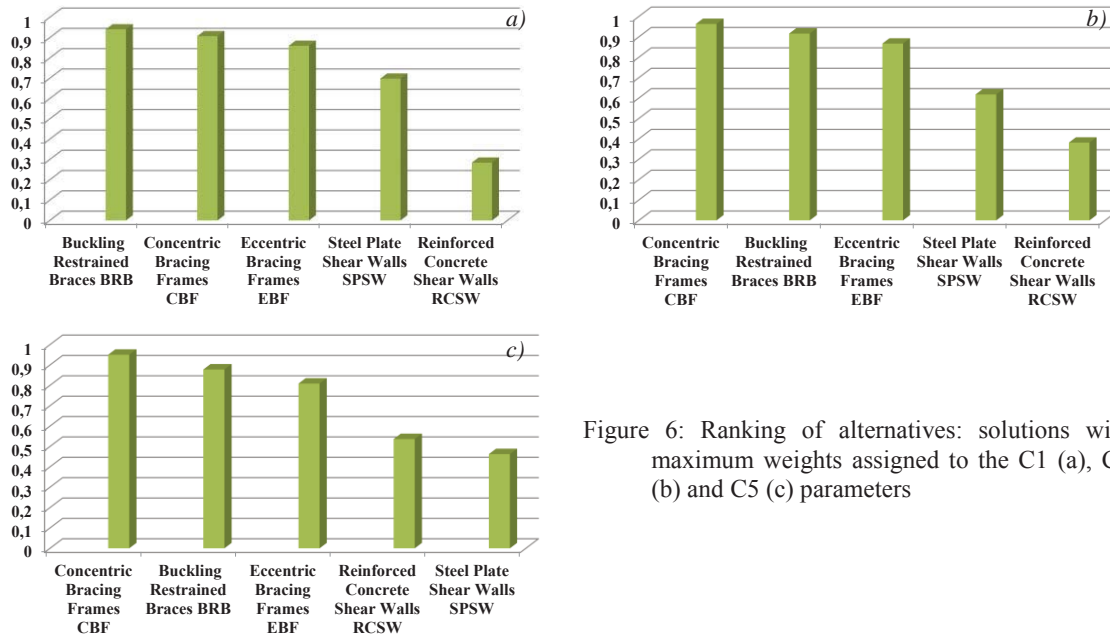 a)
1
0,9
0,8
0,7
0,6
0,5
0,4
0,3
0,2
0,1
0
Buckling Restrained Braces BRB
Concentric Bracing Frames CBF
Eccentric Bracing Frames EBF
Steel Plate Shear Walls SPSW
Reinforced Concrete Shear Walls RCSW
b)
1
0,9
0,8
0,7
0,6
0,5
0,4
0,3
0,2
0,1
0
Concentric Bracing Frames CBF
Buckling Restrained Braces BRB
Eccentric Bracing Frames EBF
Steel Plate Shear Walls SPSW
Reinforced Concrete Shear Walls RCSW
c)
1
0,9
0,8
0,7
0,6
0,5
0,4
0,3
0,2
0,1
0
Concentric Bracing Frames CBF
Buckling Restrained Braces BRB
Eccentric Bracing Frames EBF
Reinforced Concrete Shear Walls RCSW
Steel Plate Shear Walls SPSW
Figure 6: Ranking of alternatives: solutions
maximum weights assigned to the C1 (a),
(b) and C5 (c) parameters